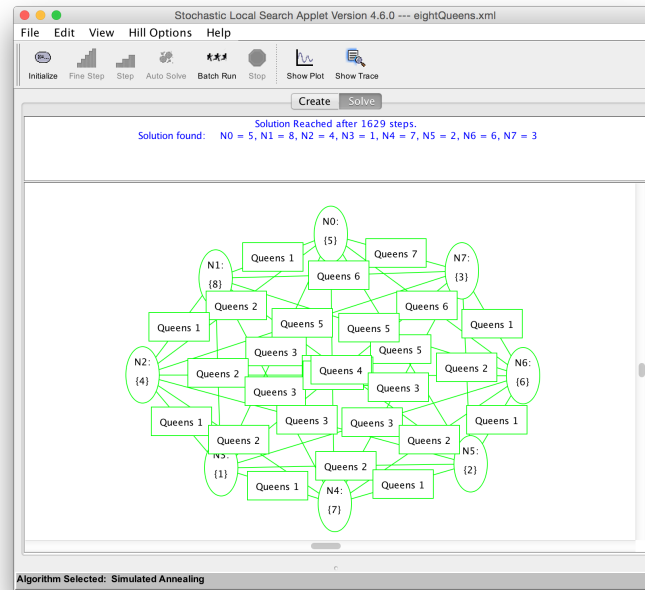 Stochastic Local Search Applet Version 4.6.0 --- eightQueens.xml
File Edit View Hill Options Help
Initialize Fine Step Step Auto Solve Batch Run Stop Show Plot Show Trace
Create Solve
Solution Reached after 1629 steps.
Solution found: N0 = 5, N1 = 8, N2 = 4, N3 = 1, N4 = 7, N5 = 2, N6 = 6, N7 = 3
N0:
{5}
Queens 1
Queens 7
N1:
{8}
Queens 6
N7:
{3}
Queens 2
Queens 6
Queens 1
Queens 5
Queens 5
Queens 1
Queens 3
Queens 5
N2:
{4}
Queens 2
Queens 4
Queens 2
N6:
{6}
Queens 3
Queens 3
Queens 1
Queens 3
Queens 3
Queens 1
Queens 2
Queens 2
N3:
{1}
N5:
{2}
Queens 2
Queens 1
N4:
{7}
Queens 1
Algorithm Selected: Simulated Annealing